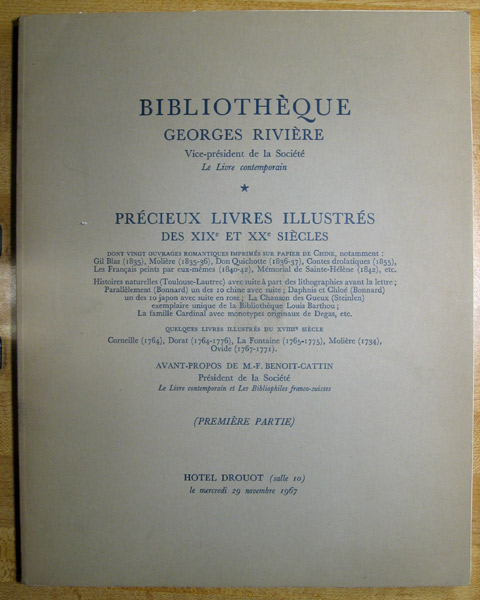 BIBLIOTHÈQUE
GEORGES RIVIÈRE
Vice-président de la Société
Le Livre contemporain
★
PRÉCIEUX LIVRES ILLUSTRÉS
DES XIXe ET XXe SIÈCLES
DONT VINGT OUVRAGES ROMANTIQUES IMPRIMÉS SUR PAPIER DE CHINE, notamment :
Gil Blas (1835), Molière (1835-36), Don Quichotte (1836-37), Contes drolatiques (1855),
Les Français peints par eux-mêmes (1840-42), Mémorial de Sainte-Hélène (1842), etc.
Histoires naturelles (Toulouse-Lautrec) avec suite à part des lithographies avant la lettre ;
Parallèlement (Bonnard) un des 10 chine avec suite ; Daphnis et Chloé (Bonnard)
un des 10 japon avec suite en rose ; La Chanson des Gueux (Steinlen)
exemplaire unique de la Bibliothèque Louis Barthou ;
La famille Cardinal avec monotypes originaux de Degas, etc.
QUELQUES LIVRES ILLUSTRÉS DU XVIIIe SIÈCLE
Corneille (1764), Dorat (1764-1776), La Fontaine (1765-1775), Molière (1734),
Ovide (1767-1771).
AVANT-PROPOS DE M.-F. BENOIT-CATTIN
Président de la Société
Le Livre contemporain et Les Bibliophiles franco-suisses
(PREMIÈRE PARTIE)
HOTEL DROUOT (salle 10)
le mercredi 29 novembre 1967